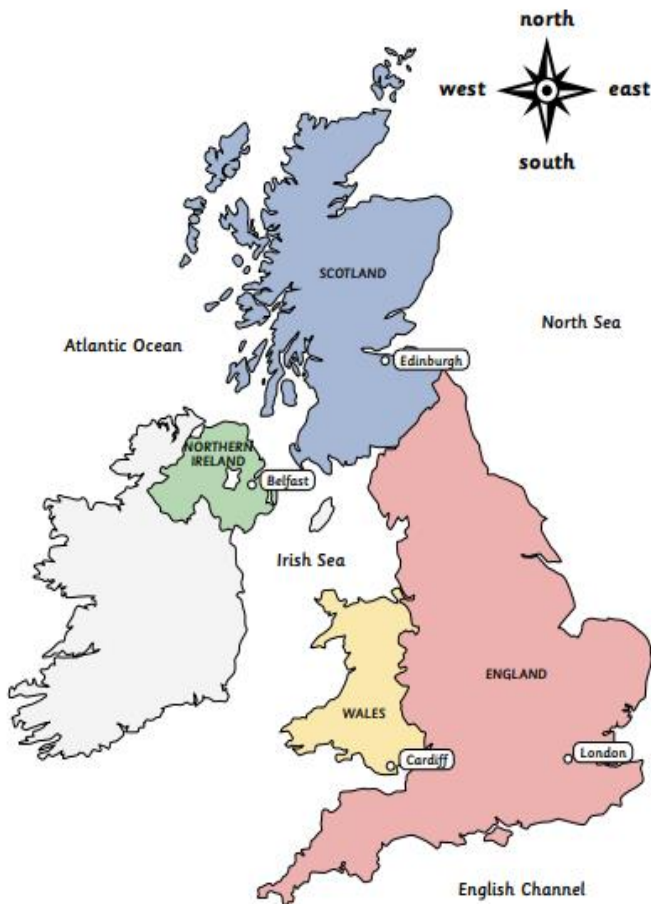 north
west
east
south
SCOTLAND
North Sea
Atlantic Ocean
Edinburgh
NORTHERN
IRELAND
Belfast
Irish Sea
ENGLAND
WALES
Cardiff
London
English Channel